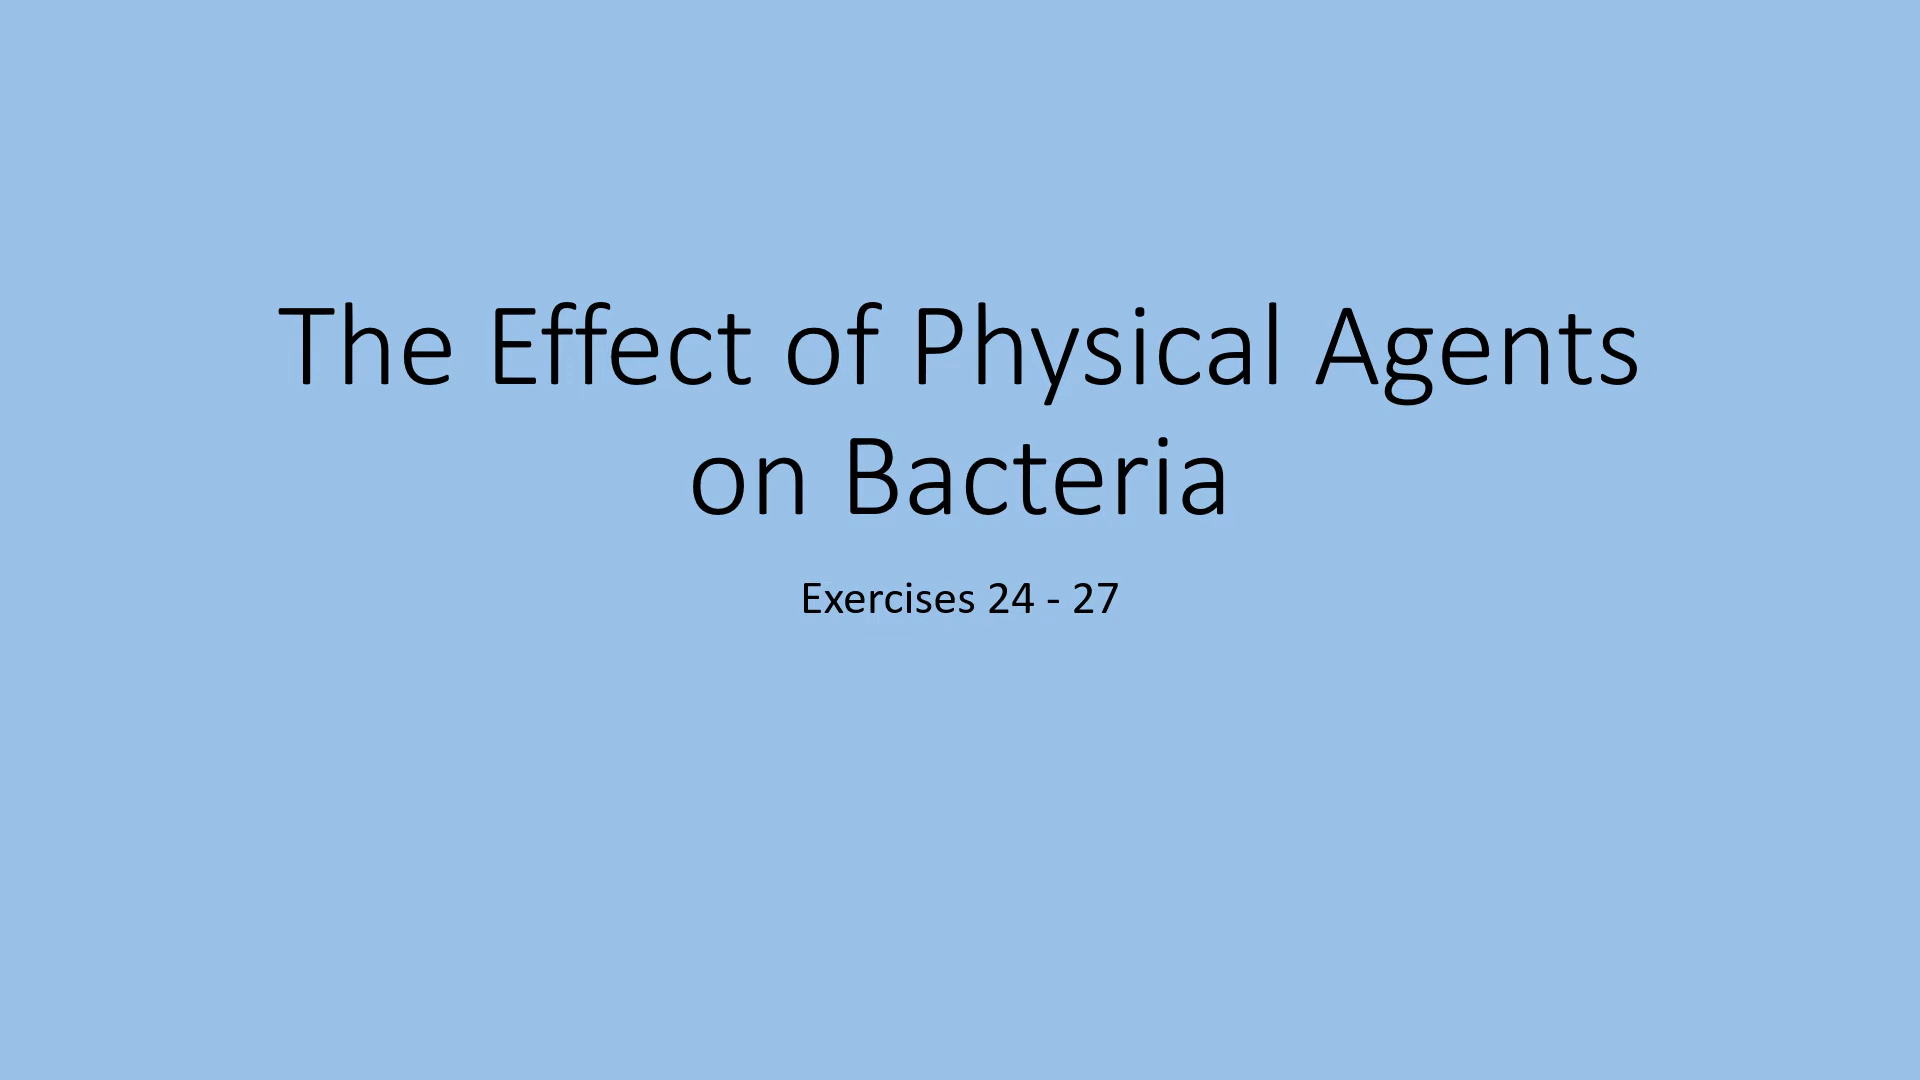 The Effect of Physical Agents
on Bacteria
Exercises 24 - 27